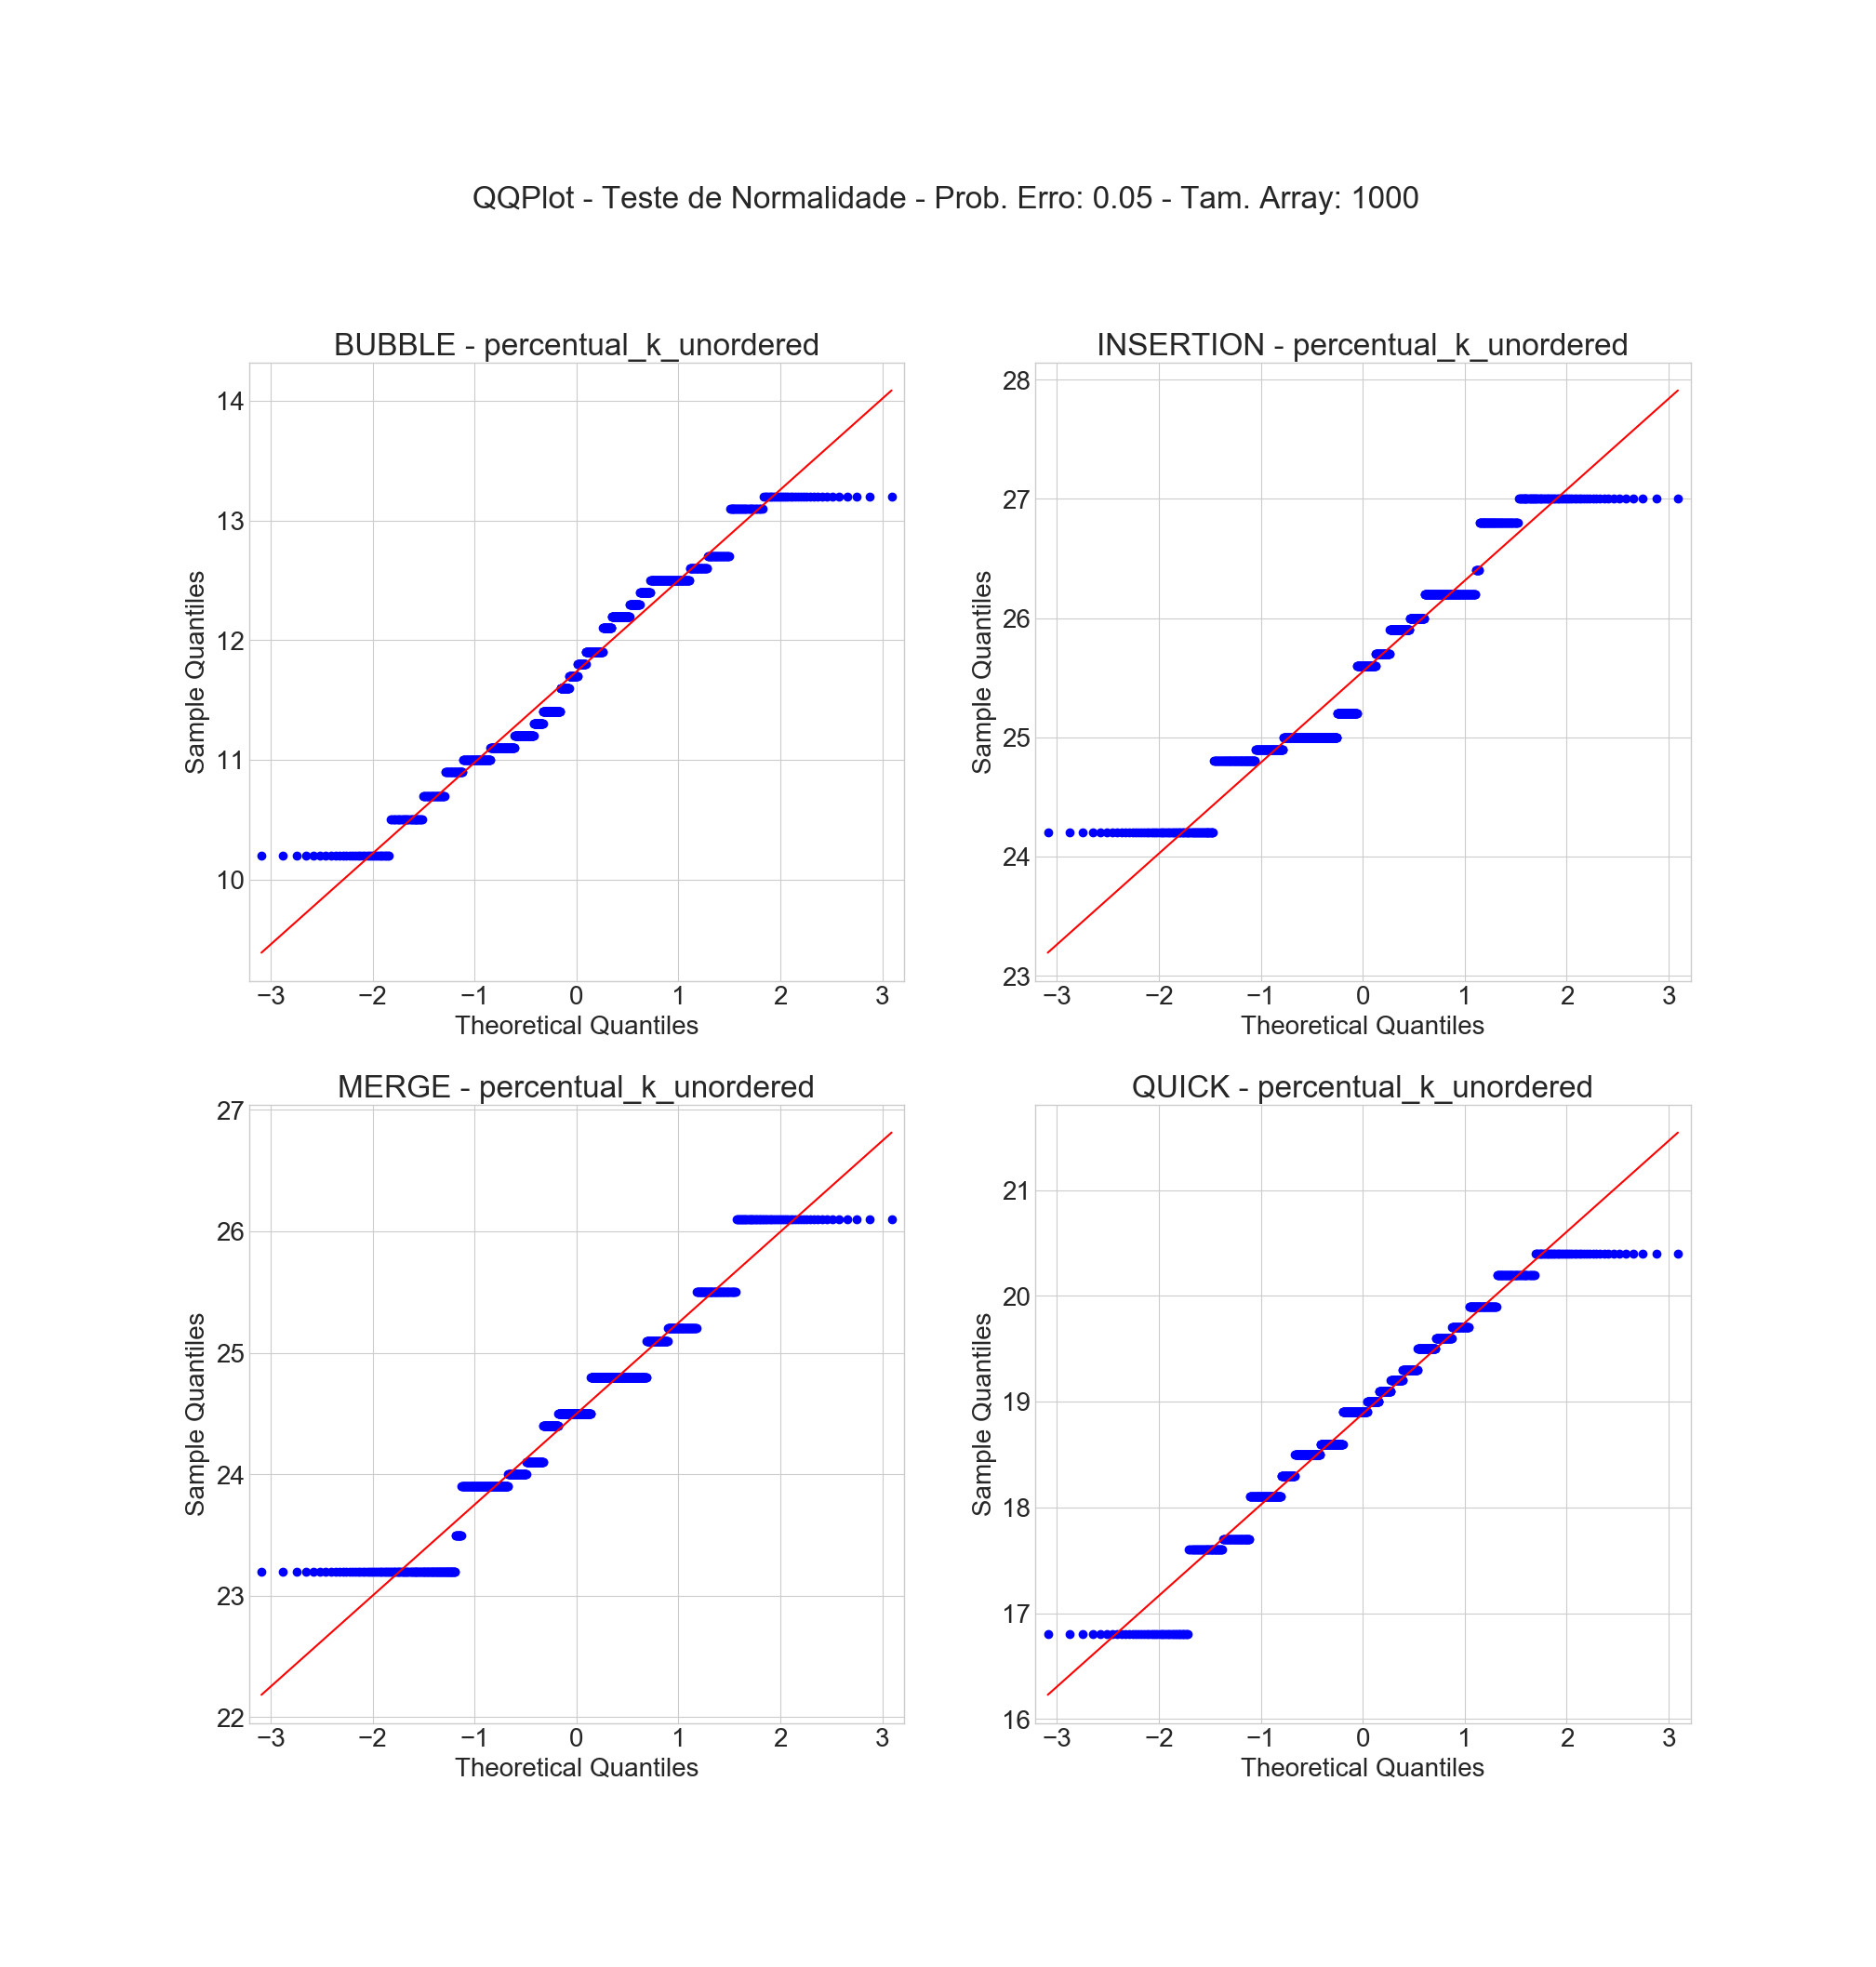 QQPlot - Teste de Normalidade - Prob. Erro: 0.05 - Tam. Array: 1000
BUBBLE - percentual_k_unordered
14
13
12
11
10
Sample Quantiles
−3 −2 −1 0 1 2 3
Theoretical Quantiles
INSERTION - percentual_k_unordered
28
27
26
25
24
23
Sample Quantiles
−3 −2 −1 0 1 2 3
Theoretical Quantiles
MERGE - percentual_k_unordered
27
26
25
24
23
22
Sample Quantiles
−3 −2 −1 0 1 2 3
Theoretical Quantiles
QUICK - percentual_k_unordered
21
20
19
18
17
16
Sample Quantiles
−3 −2 −1 0 1 2 3
Theoretical Quantiles